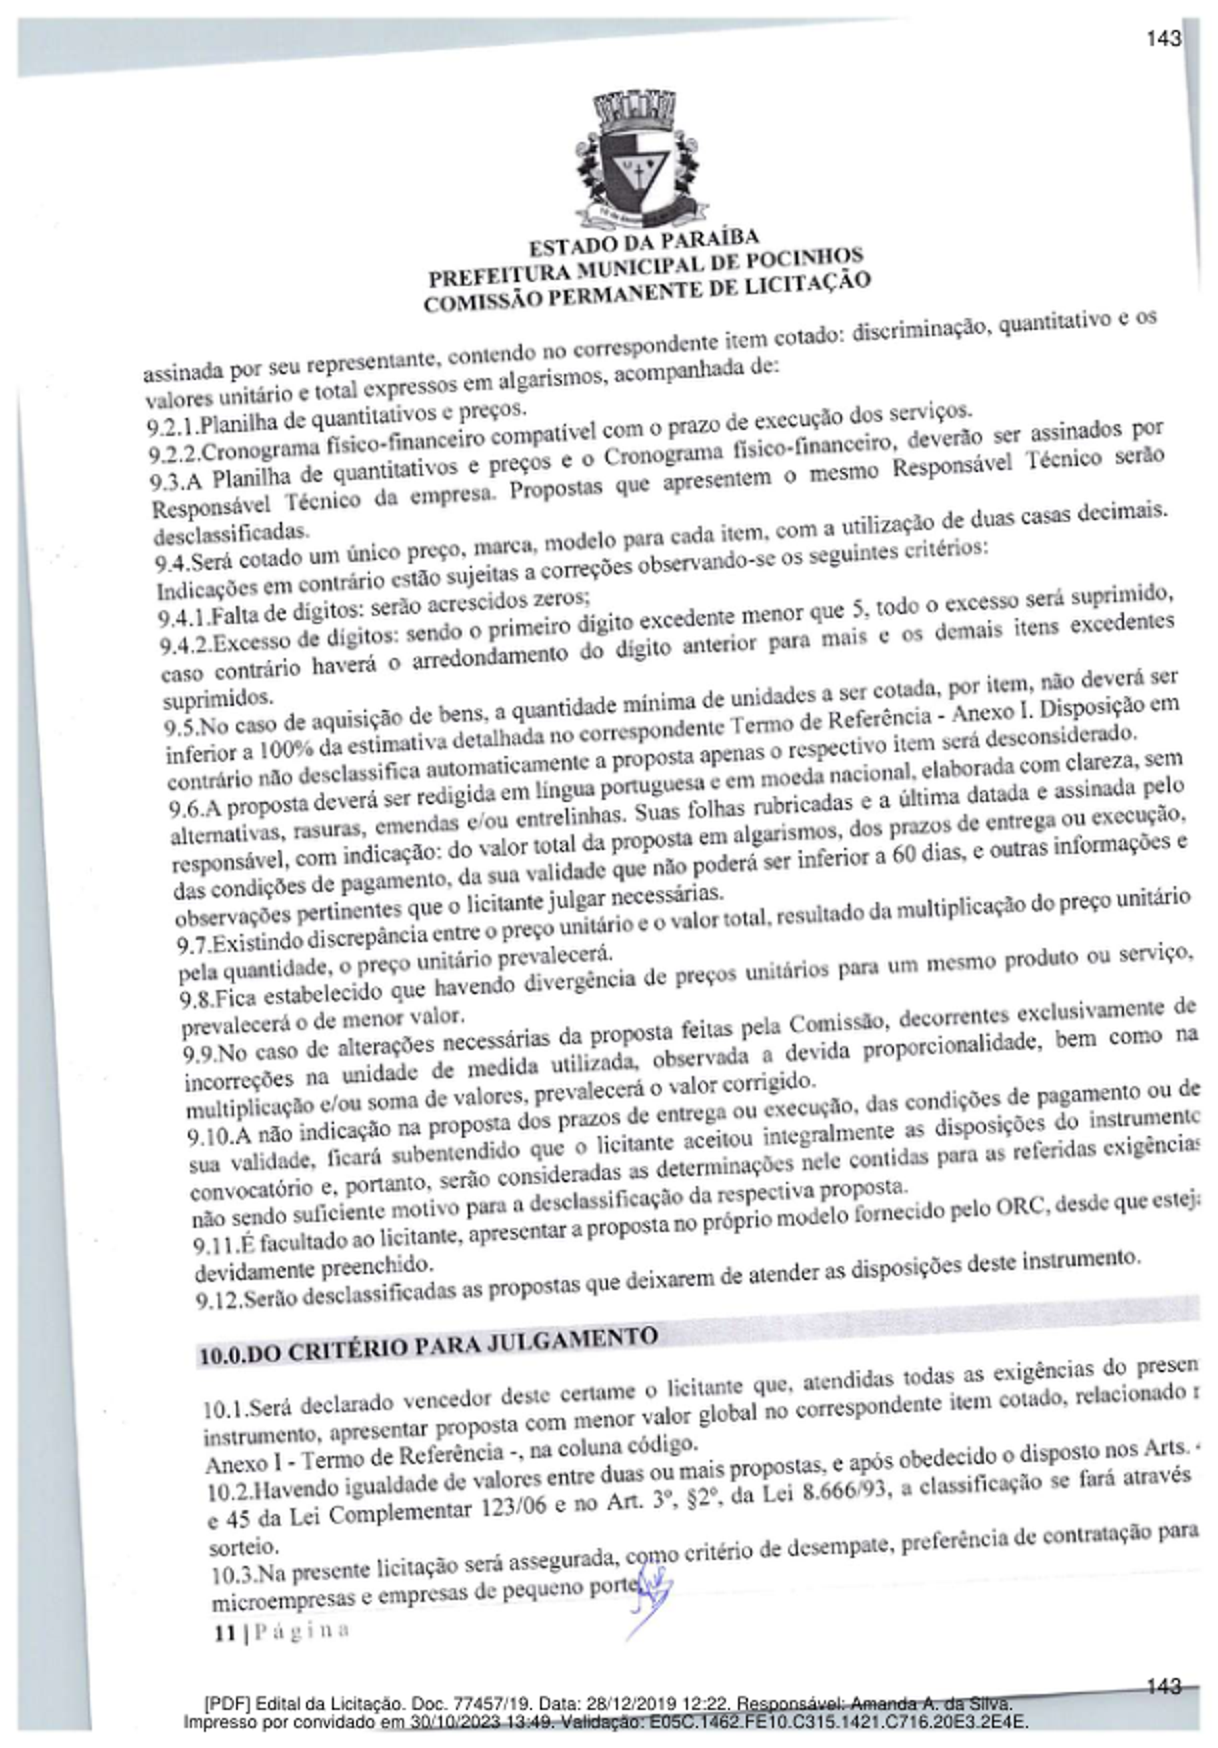 143
ESTADO DA PARAÍBA
PREFEITURA MUNICIPAL DE POCINHOS
COMISSÃO PERMANENTE DE LICITAÇÃO
assinada por seu representante, contendo no correspondente item cotado: discriminação, quantitativo e os
valores unitário e total expressos em algarismos, acompanhada de:
9.2.1.Planilha de quantitativos e preços.
9.2.2.Cronograma físico-financeiro compatível com o prazo de execução dos serviços.
9.3.A Planilha de quantitativos e preços e o Cronograma físico-financeiro, deverão ser assinados por
Responsável Técnico da empresa. Propostas que apresentem o mesmo Responsável Técnico serão
desclassificadas.
9.4.Será cotado um único preço, marca, modelo para cada item, com a utilização de duas casas decimais.
Indicações em contrário estão sujeitas a correções observando-se os seguintes critérios:
9.4.1.Falta de dígitos: serão acrescidos zeros;
9.4.2.Excesso de dígitos: sendo o primeiro dígito excedente menor que 5, todo o excesso será suprimido,
caso contrário haverá o arredondamento do dígito anterior para mais e os demais itens excedentes
suprimidos.
9.5.No caso de aquisição de bens, a quantidade mínima de unidades a ser cotada, por item, não deverá ser
inferior a 100% da estimativa detalhada no correspondente Termo de Referência - Anexo I. Disposição em
contrário não desclassifica automaticamente a proposta apenas o respectivo item será desconsiderado.
9.6.A proposta deverá ser redigida em língua portuguesa e em moeda nacional, elaborada com clareza, sem
alternativas, rasuras, emendas e/ou entrelinhas. Suas folhas rubricadas e a última datada e assinada pelo
responsável, com indicação: do valor total da proposta em algarismos, dos prazos de entrega ou execução,
das condições de pagamento, da sua validade que não poderá ser inferior a 60 dias, e outras informações e
observações pertinentes que o licitante julgar necessárias.
9.7.Existindo discrepância entre o preço unitário e o valor total, resultado da multiplicação do preço unitário
pela quantidade, o preço unitário prevalecerá.
9.8.Fica estabelecido que havendo divergência de preços unitários para um mesmo produto ou serviço,
prevalecerá o de menor valor.
9.9.No caso de alterações necessárias da proposta feitas pela Comissão, decorrentes exclusivamente de
incorreções na unidade de medida utilizada, observada a devida proporcionalidade, bem como na
multiplicação e/ou soma de valores, prevalecerá o valor corrigido.
9.10.A não indicação na proposta dos prazos de entrega ou execução, das condições de pagamento ou de
sua validade, ficará subentendido que o licitante aceitou integralmente as disposições do instrumento
convocatório e, portanto, serão consideradas as determinações nele contidas para as referidas exigências
não sendo suficiente motivo para a desclassificação da respectiva proposta.
9.11.É facultado ao licitante, apresentar a proposta no próprio modelo fornecido pelo ORC, desde que estej
devidamente preenchido.
9.12.Serão desclassificadas as propostas que deixarem de atender as disposições deste instrumento.
10.0.DO CRITÉRIO PARA JULGAMENTO
10.1.Será declarado vencedor deste certame o licitante que, atendidas todas as exigências do presen
instrumento, apresentar proposta com menor valor global no correspondente item cotado, relacionado
Anexo I - Termo de Referência -, na coluna código.
10.2.Havendo igualdade de valores entre duas ou mais propostas, e após obedecido o disposto nos Arts.
e 45 da Lei Complementar 123/06 e no Art. 3º, §2º, da Lei 8.666/93, a classificação se fará através
sorteio.
10.3.Na presente licitação será assegurada, como critério de desempate, preferência de contratação para
microempresas e empresas de pequeno porte
11 | Página
143
[PDF] Edital da Licitação. Doc. 77457/19. Data: 28/12/2019 12:22. Responsável: Amanda A. da Silva.
Impresso por convidado em 30/10/2023 13:49. Validação: E05C.1462.FE10.C315.1421.C716.20E3.2E4E.